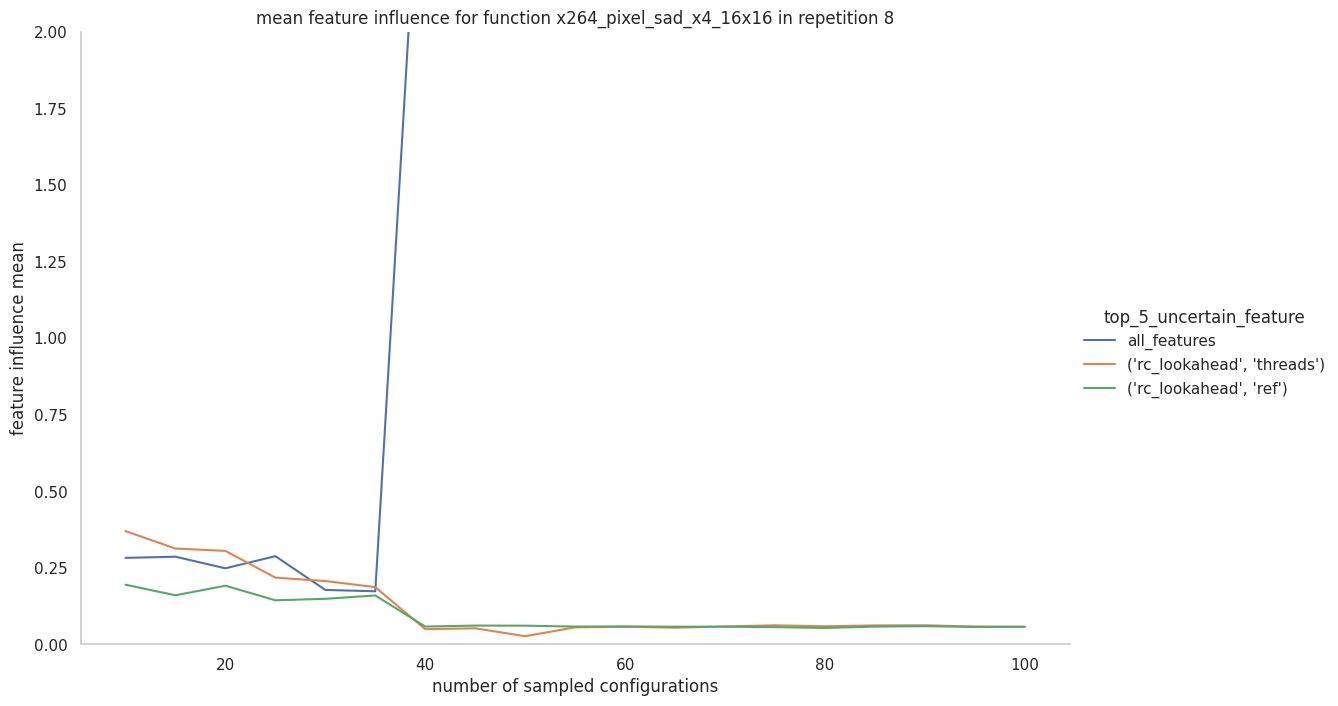 mean feature influence for function x264_pixel_sad_x4_16x16 in repetition 8
2.00
1.75
1.50
1.25
1.00
0.75
0.50
0.25
0.00
feature influence mean
20
40
60
80
100
number of sampled configurations
top_5_uncertain_feature
all_features
('rc_lookahead', 'threads')
('rc_lookahead', 'ref')